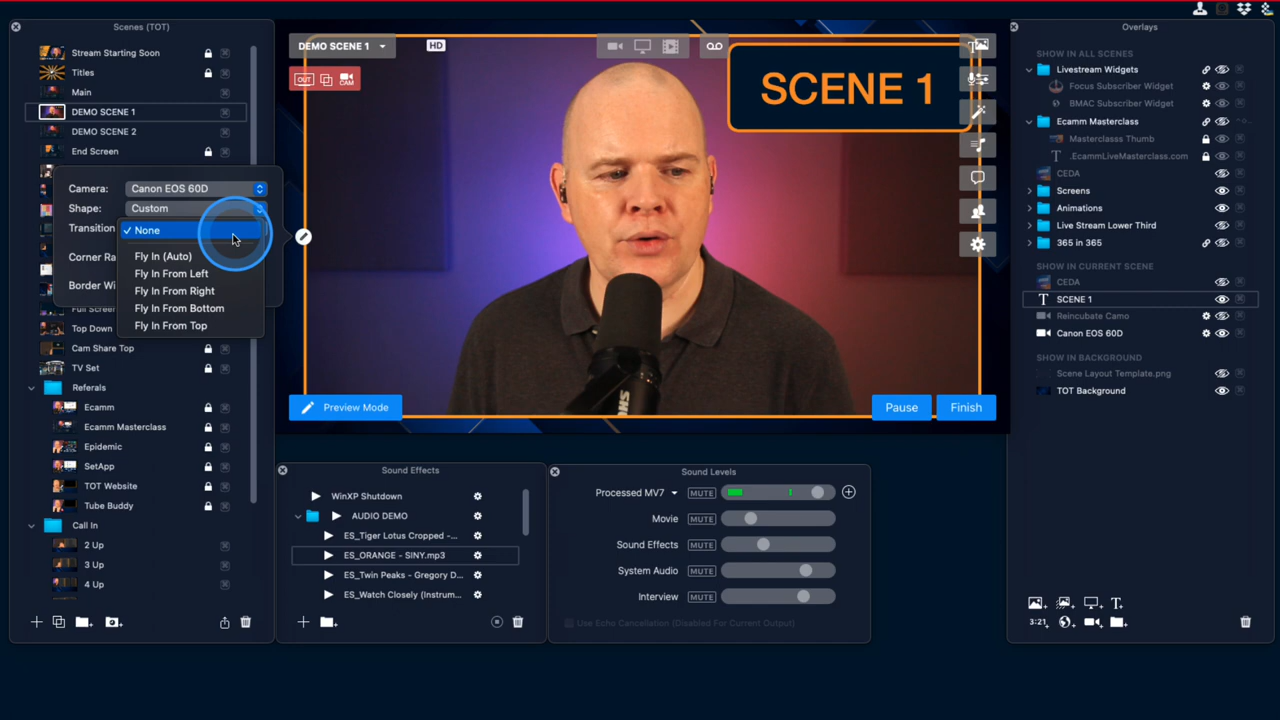 Scenes (TOT)
Stream Starting Soon
Titles
Main
DEMO SCENE 1
DEMO SCENE 2
End Screen
Camera: Canon EOS 60D
Shape: Custom
Transition
None
Fly In (Auto)
Corner Ra
Fly In From Left
Border Wi
Fly In From Right
Fly In From Bottom
Fly In From Top
Full Screen
Top Down
Cam Share Top
TV Set
Referals
Ecamm
Ecamm Masterclass
Epidemic
SetApp
TOT Website
Tube Buddy
Call In
2 Up
3 Up
4 Up
DEMO SCENE 1
HD
OUT
CAM
SCENE 1
Preview Mode
Pause
Finish
SHU
Sound Effects
WinXP Shutdown
AUDIO DEMO
ES_Tiger Lotus Cropped -...
ES_ORANGE - SINY.mp3
ES_Twin Peaks - Gregory D...
ES_Watch Closely (Instrum...
Sound Levels
Processed MV7 MUTE
Movie MUTE
Sound Effects MUTE
System Audio MUTE
Interview MUTE
Use Echo Cancellation (Disabled For Current Output)
Overlays
SHOW IN ALL SCENES
Livestream Widgets
Focus Subscriber Widget
BMAC Subscriber Widget
Ecamm Masterclass
Masterclasss Thumb
.EcammLiveMasterclass.com
CEDA
Screens
Animations
Live Stream Lower Third
365 in 365
SHOW IN CURRENT SCENE
CEDA
SCENE 1
Reincubate Camo
Canon EOS 60D
SHOW IN BACKGROUND
Scene Layout Template.png
TOT Background
3:21